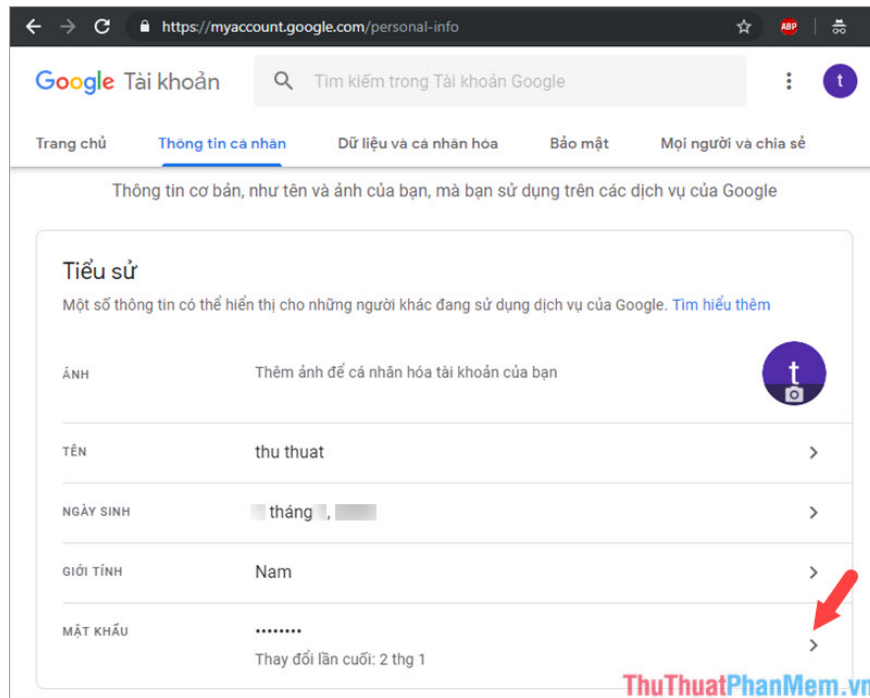 https://myaccount.google.com/personal-info
ABP
Google Tài khoản
Tìm kiếm trong Tài khoản Google
t
Trang chủ Thông tin cá nhân Dữ liệu và cá nhân hóa Bảo mật Mọi người và chia sẻ
Thông tin cơ bản, như tên và ảnh của bạn, mà bạn sử dụng trên các dịch vụ của Google
Tiểu sử
Một số thông tin có thể hiển thị cho những người khác đang sử dụng dịch vụ của Google. Tìm hiểu thêm
ẢNH Thêm ảnh để cá nhân hóa tài khoản của bạn t
TÊN thu thuat
NGÀY SINH tháng ,
GIỚI TÍNH Nam
MẬT KHẨU ••••••••
Thay đổi lần cuối: 2 thg 1
ThuThuatPhanMem.vn